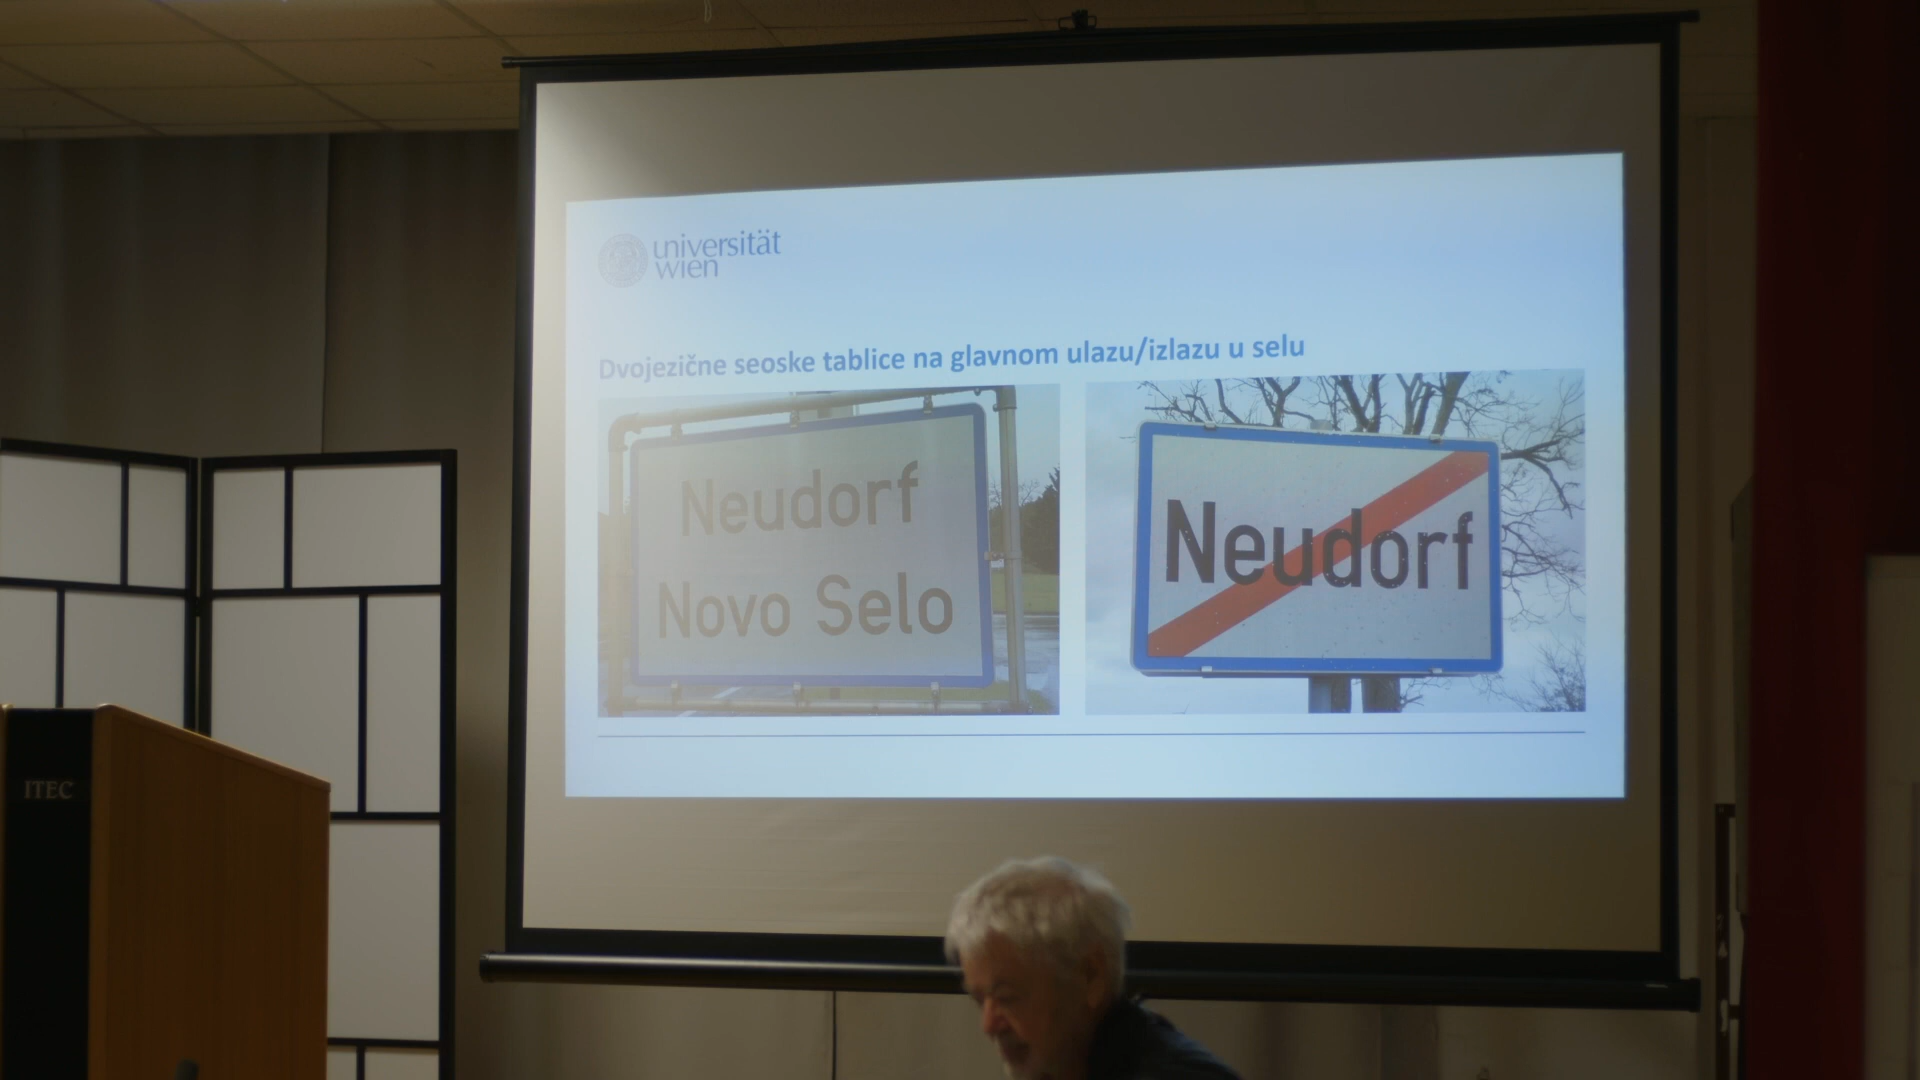 universität
wien
Dvojezične seoske tablice na glavnom ulazu/izlazu u selu
Neudorf
Novo Selo
Neudorf
ITEC